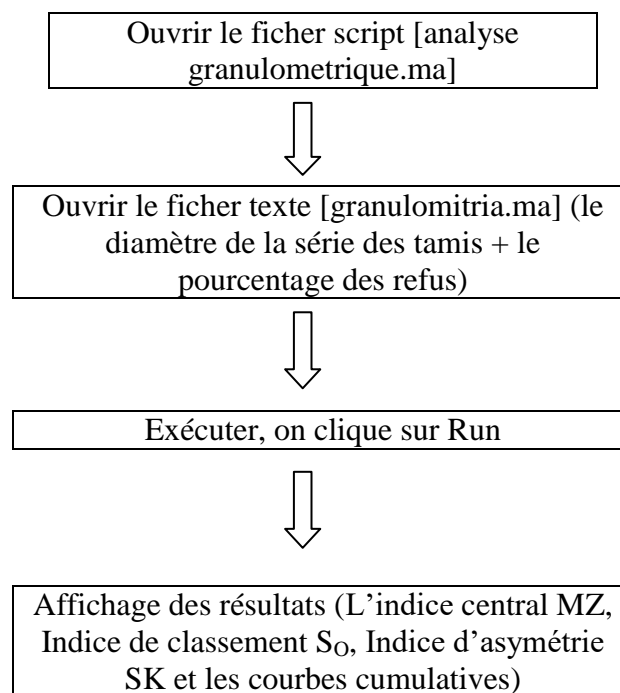 Ouvrir le ficher script [analyse
granulometrique.ma]
Ouvrir le ficher texte [granulomitria.ma] (le
diamètre de la série des tamis + le
pourcentage des refus)
Exécuter, on clique sur Run
Affichage des résultats (L'indice central MZ,
Indice de classement S₀, Indice d'asymétrie
SK et les courbes cumulatives)